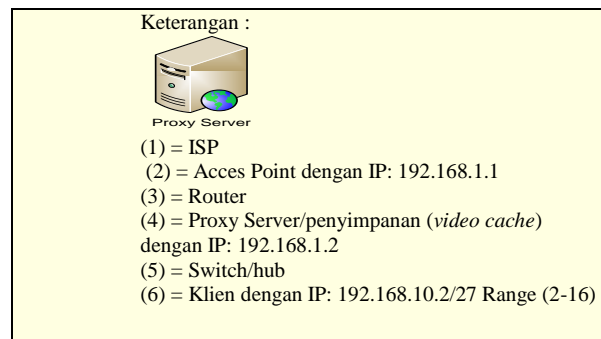 Keterangan :
Proxy Server
(1) = ISP
(2) = Acces Point dengan IP: 192.168.1.1
(3) = Router
(4) = Proxy Server/penyimpanan (video cache)
dengan IP: 192.168.1.2
(5) = Switch/hub
(6) = Klien dengan IP: 192.168.10.2/27 Range (2-16)